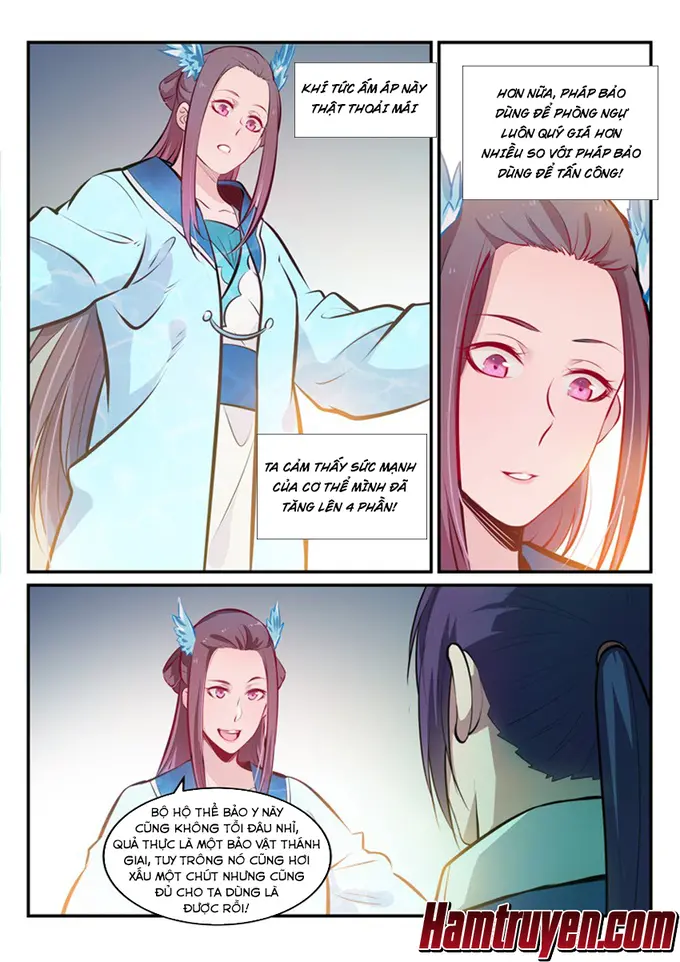 KHÍ TỨC ẤM ÁP NÀY
THẬT THOẢI MÁI
HƠN NỮA, PHÁP BẢO
DÙNG ĐỂ PHÒNG NGỰ
LUÔN QUÝ GIÁ HƠN
NHIỀU SO VỚI PHÁP BẢO
DÙNG ĐỂ TẤN CÔNG!
TA CẢM THẤY SỨC MẠNH
CỦA CƠ THỂ MÌNH ĐÃ
TĂNG LÊN 4 PHẦN!
BỘ HỘ THỂ BẢO Y NÀY
CŨNG KHÔNG TỒI ĐÂU NHỈ,
QUẢ THỰC LÀ MỘT BẢO VẬT THÁNH
GIAI, TUY TRÔNG NÓ CŨNG HƠI
XẤU MỘT CHÚT NHƯNG CŨNG
ĐỦ CHO TA DÙNG LÀ
ĐƯỢC RỒI!
Hamtruyen.com